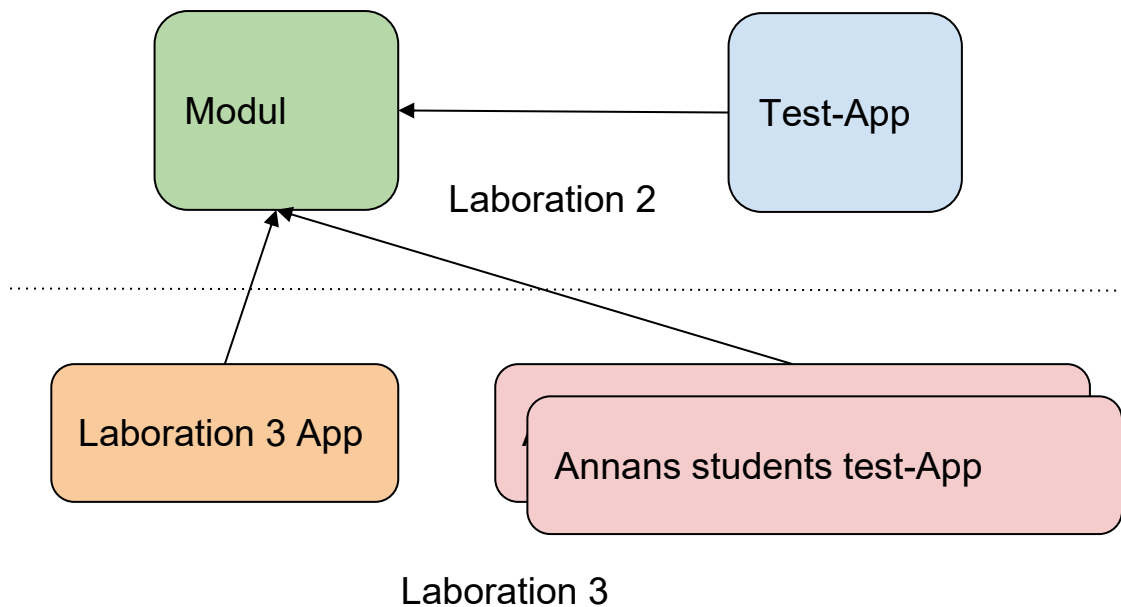 Modul
Test-App
Laboration 2
Laboration 3 App
Annans students test-App
Laboration 3